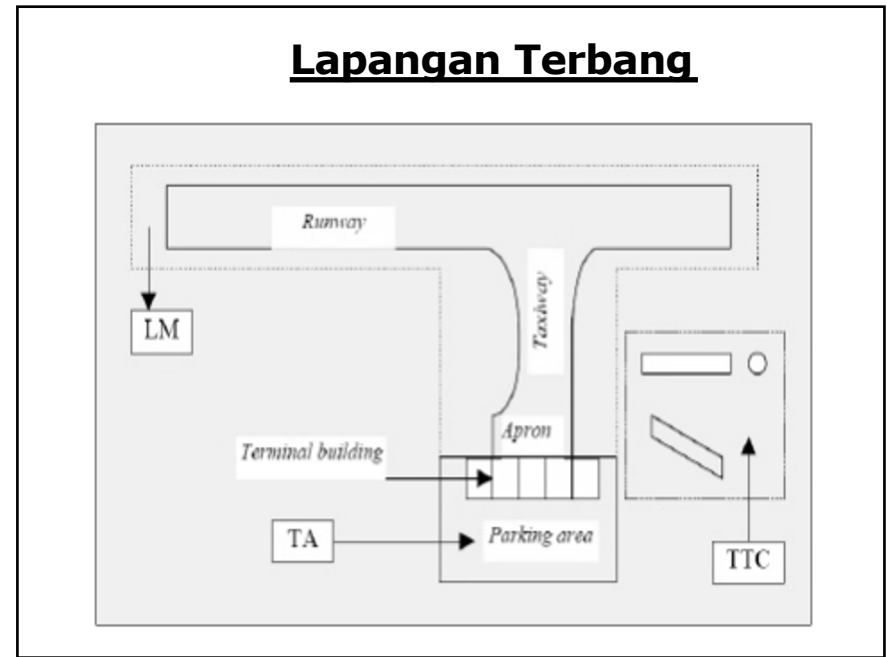 Lapangan Terbang
Runway
Taxiway
LM
Apron
Terminal building
TA
Parking area
TTC